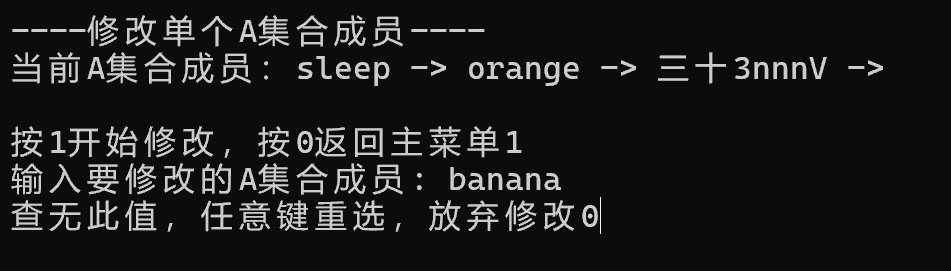 ----修改单个A集合成员----
当前A集合成员：sleep -> orange -> 三十3nnnV ->
按1开始修改，按0返回主菜单1
输入要修改的A集合成员：banana
查无此值，任意键重选，放弃修改0